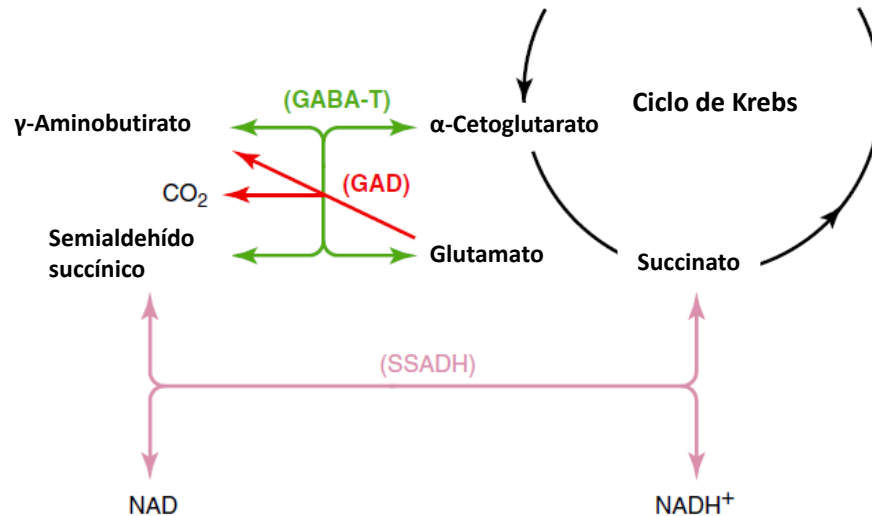 (GABA-T)
γ-Aminobutirato
α-Cetoglutarato
Ciclo de Krebs
CO2
(GAD)
Semialdehído
succínico
Glutamato
Succinato
(SSADH)
NAD
NADH+